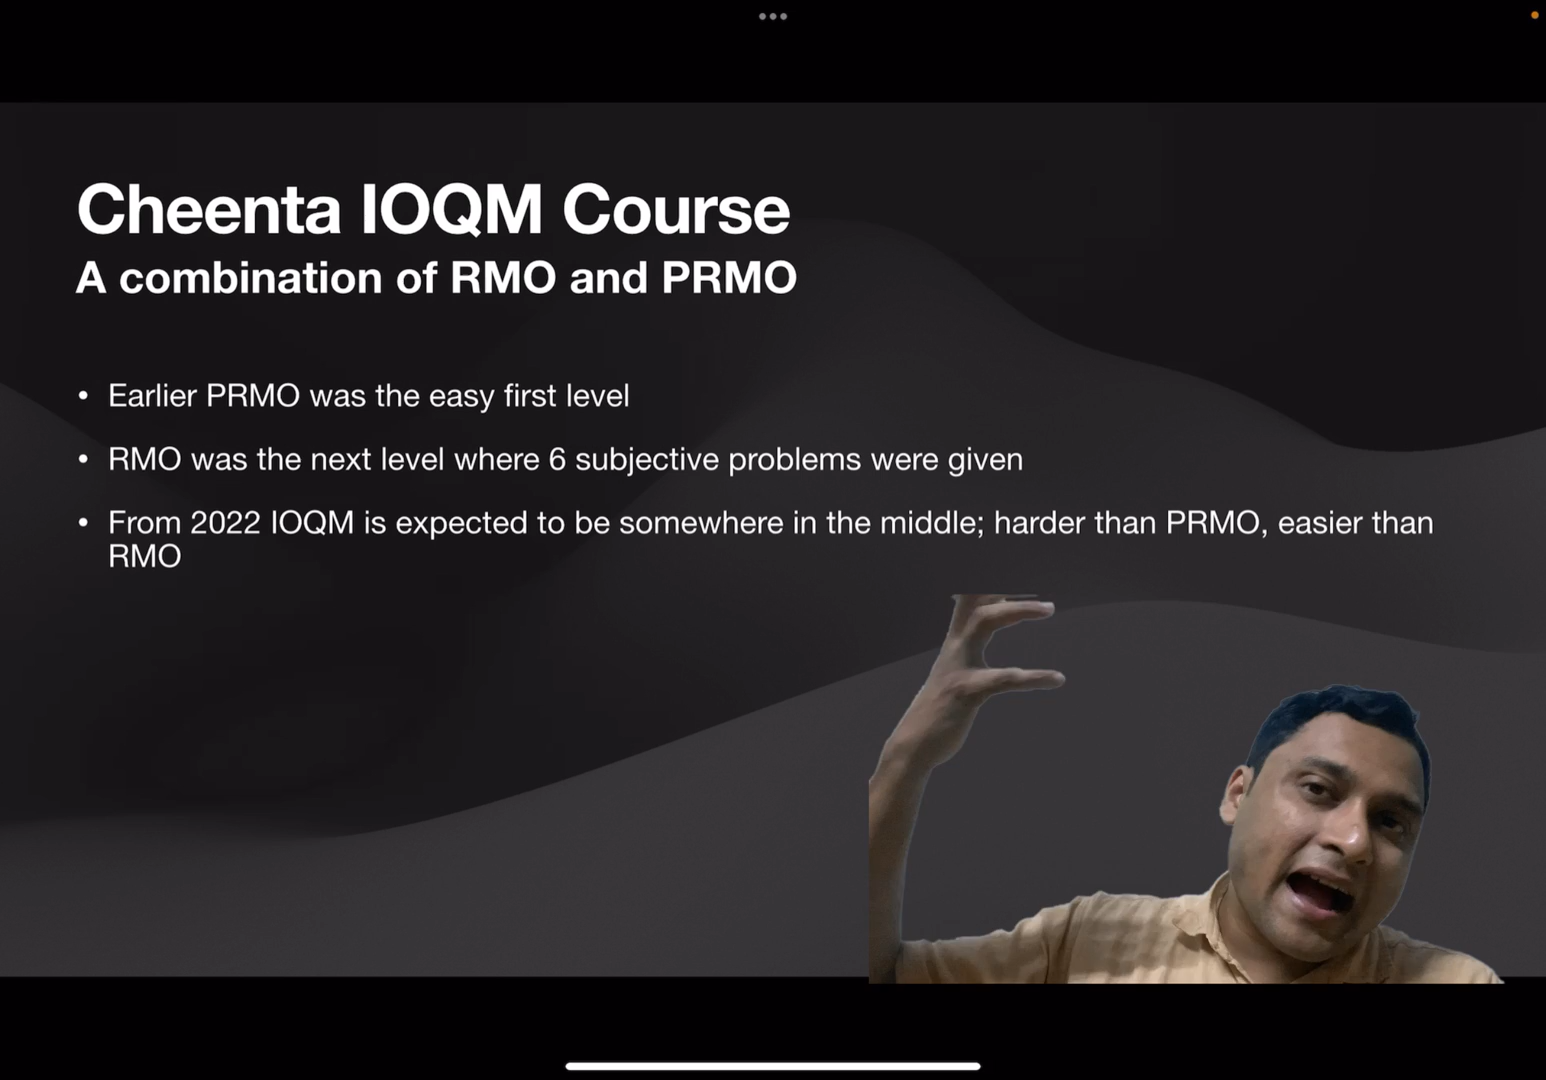 Cheenta IOQM Course
A combination of RMO and PRMO
• Earlier PRMO was the easy first level
• RMO was the next level where 6 subjective problems were given
• From 2022 IOQM is expected to be somewhere in the middle; harder than PRMO, easier than
RMO